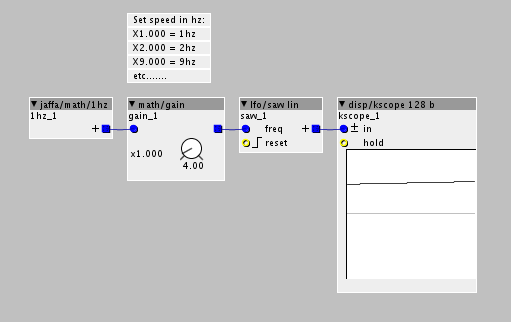 Set speed in hz:
X1.000 = 1hz
X2.000 = 2hz
X9.000 = 9hz
etc.......
▼ jaffa/math/1hz
1hz_1
+
▼ math/gain
gain_1
x1.000
4.00
▼ lfo/saw lin
saw_1
freq +
reset
▼ disp/kscope 128 b
kscope_1
± in
hold